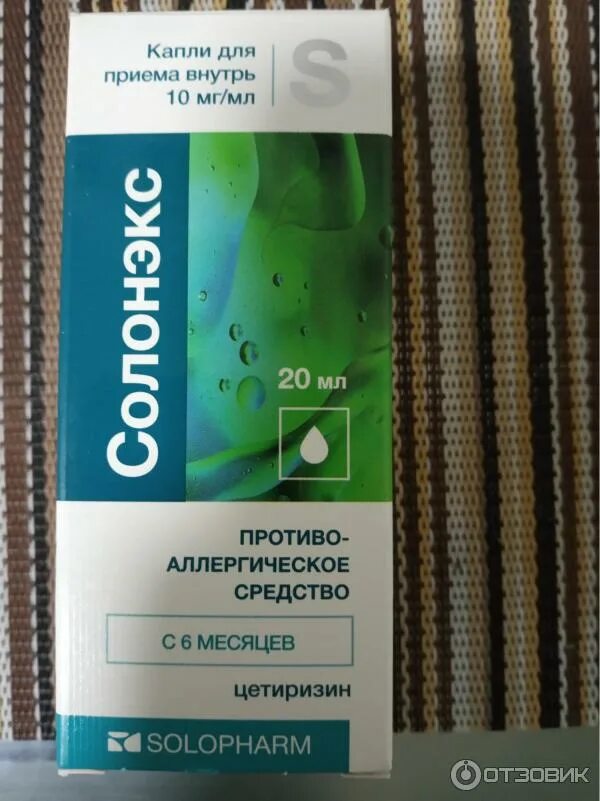 Капли для
приема внутрь
10 мг/мл
S
Солонэкс
20 мл
ПРОТИВО-
АЛЛЕРГИЧЕСКОЕ
СРЕДСТВО
С 6 МЕСЯЦЕВ
цетиризин
SOLOPHARM
ОТЗОВИК